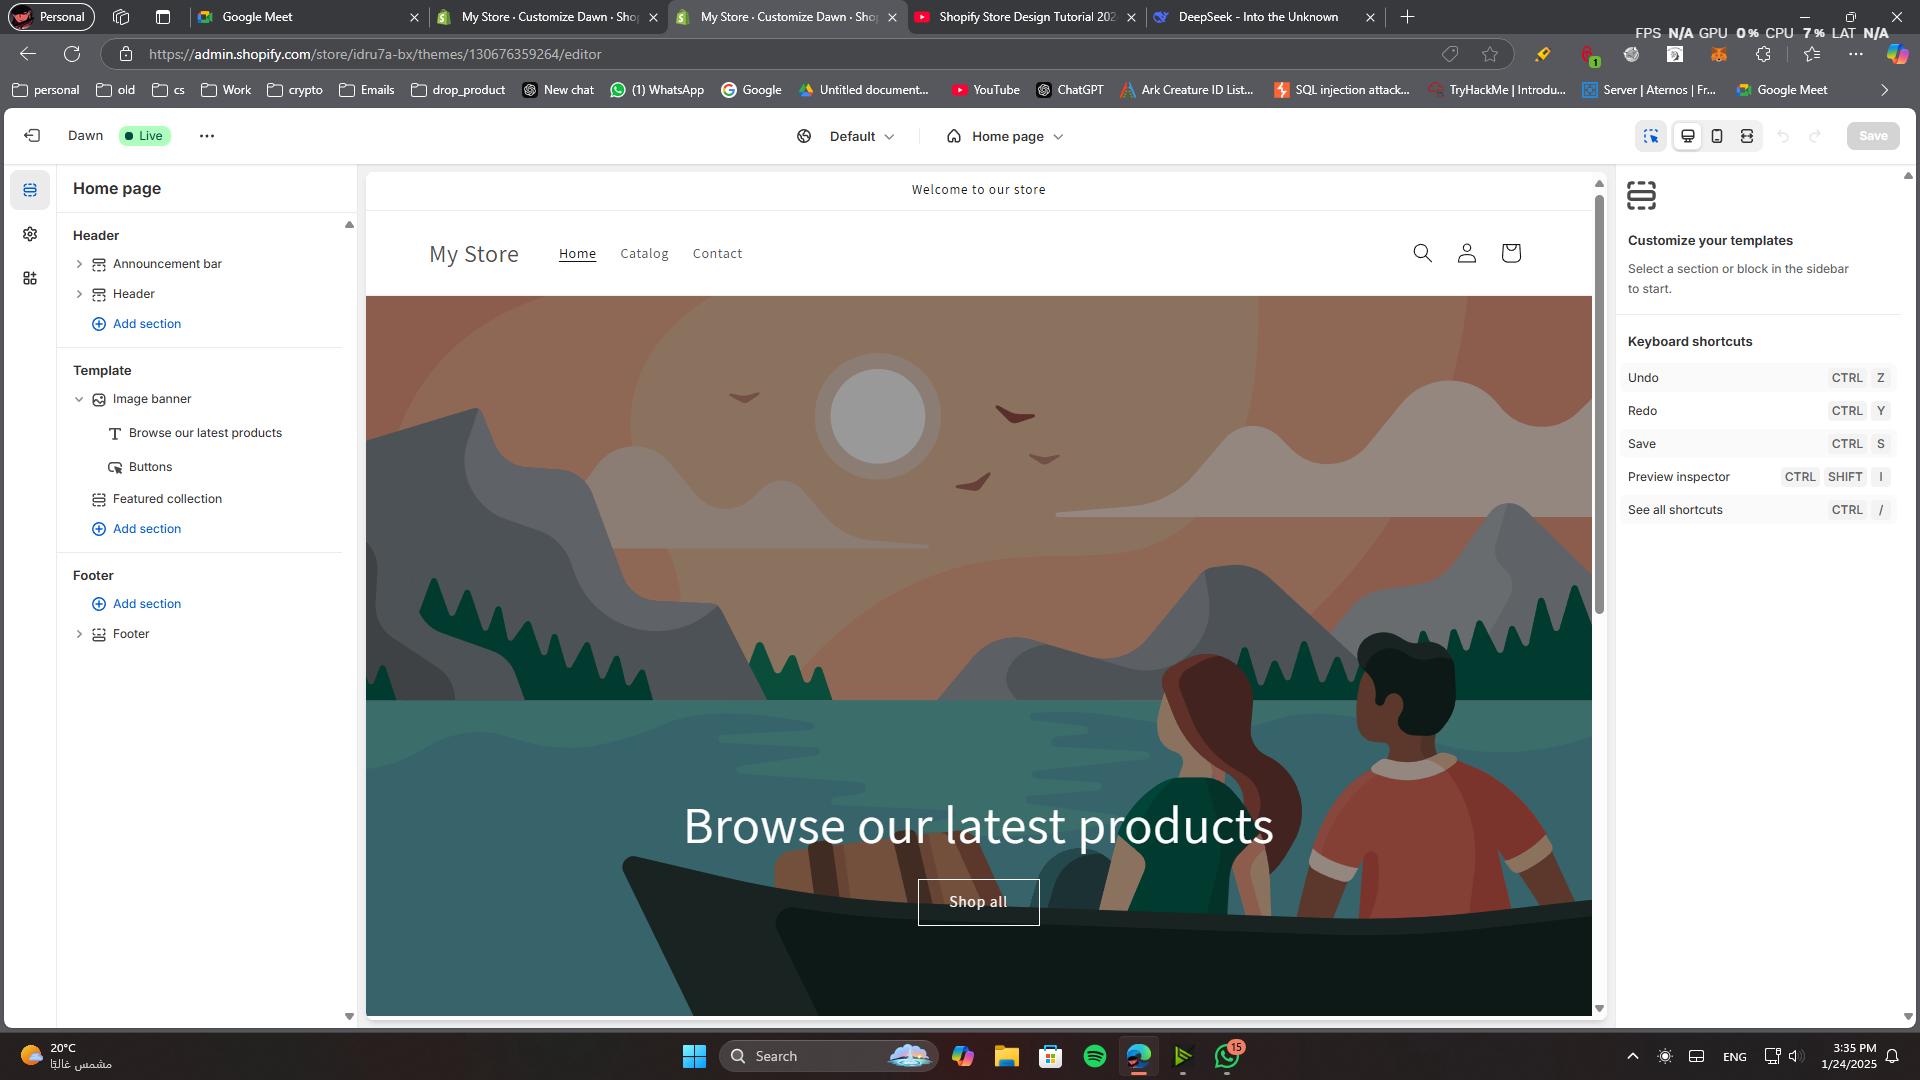 Personal
Google Meet
My Store · Customize Dawn · Sho
My Store · Customize Dawn · Sho
Shopify Store Design Tutorial 202
DeepSeek - Into the Unknown
FPS N/A GPU 0 % CPU 7 % LAT N/A
https://admin.shopify.com/store/idru7a-bx/themes/130676359264/editor
1
personal
old
cs
Work
crypto
Emails
drop_product
New chat
(1) WhatsApp
Google
Untitled document...
YouTube
ChatGPT
Ark Creature ID List...
SQL injection attack...
TryHackMe | Introdu...
Server | Aternos | Fr...
Google Meet
Dawn
Live
Default
Home page
Save
Home page
Header
Announcement bar
Header
Add section
Template
Image banner
Browse our latest products
Buttons
Featured collection
Add section
Footer
Add section
Footer
Welcome to our store
My Store
Home
Catalog
Contact
Browse our latest products
Shop all
Customize your templates
Select a section or block in the sidebar
to start.
Keyboard shortcuts
Undo CTRL Z
Redo CTRL Y
Save CTRL S
Preview inspector CTRL SHIFT I
See all shortcuts CTRL /
20°C
مشمس غالبًا
Search
15
ENG
3:35 PM
1/24/2025